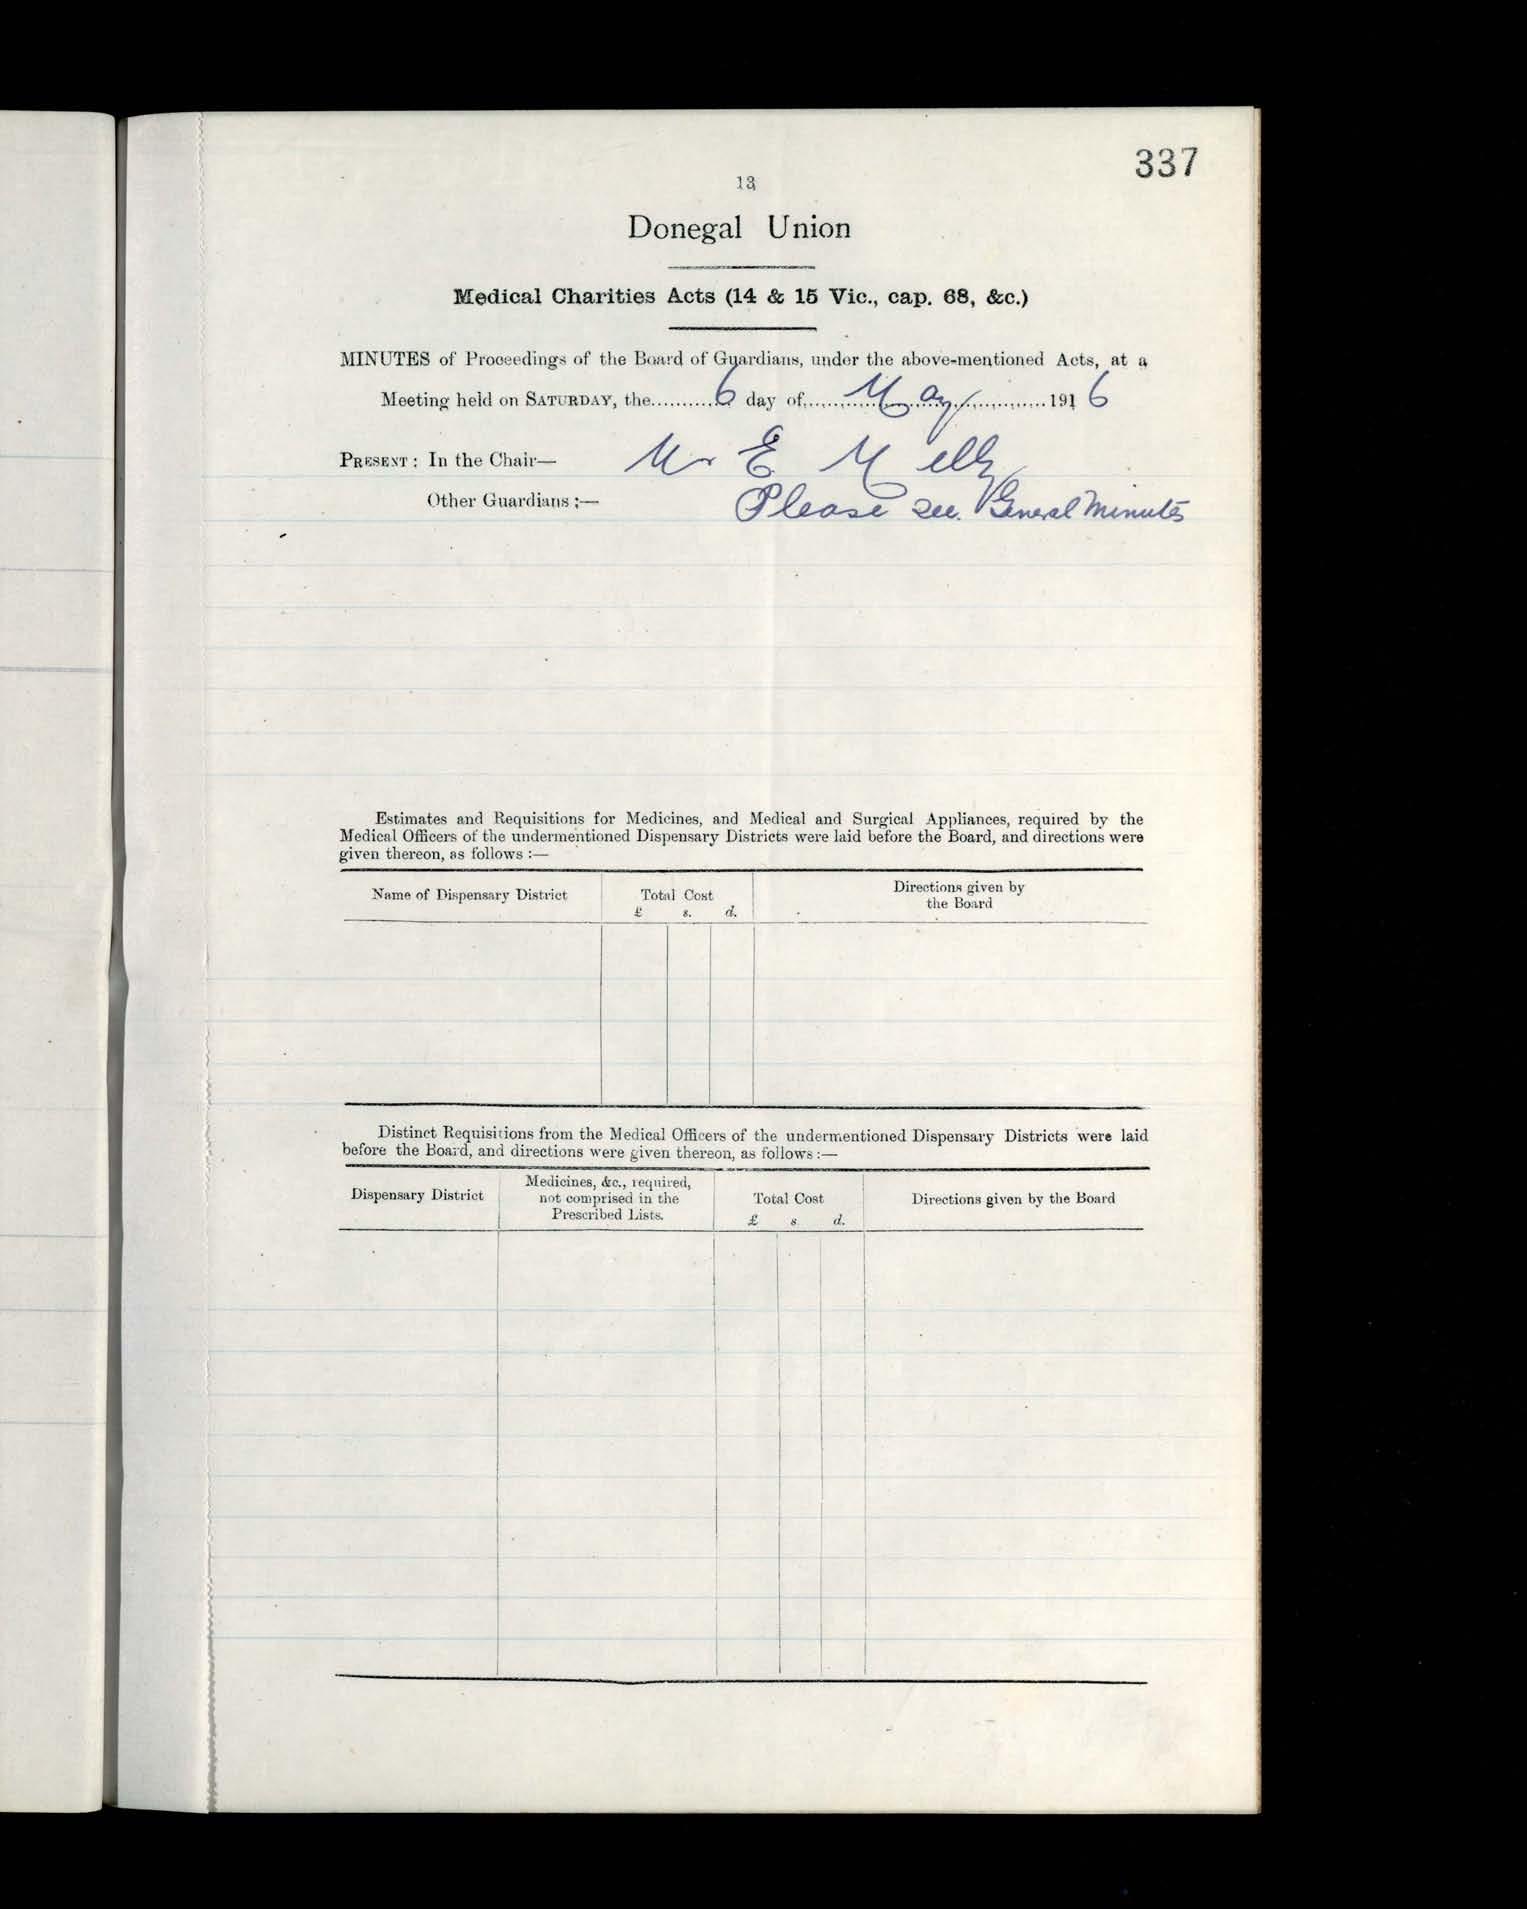 337
13
Donegal Union
Medical Charities Acts (14 & 15 Vic., cap. 68, &c.)
MINUTES of Proceedings of the Board of Guardians, under the above-mentioned Acts, at a
Meeting held on SATURDAY, the..........6 day of..........May..........1916
PRESENT : In the Chair— Mr E Melly
Other Guardians ;— Please see General Minutes
Estimates and Requisitions for Medicines, and Medical and Surgical Appliances, required by the
Medical Officers of the undermentioned Dispensary Districts were laid before the Board, and directions were
given thereon, as follows :—
Name of Dispensary District Total Cost Directions given by
£ s. d. the Board
Distinct Requisitions from the Medical Officers of the undermentioned Dispensary Districts were laid
before the Board, and directions were given thereon, as follows :—
Dispensary District Medicines, &c., required, Total Cost Directions given by the Board
not comprised in the
Prescribed Lists. £ s d.